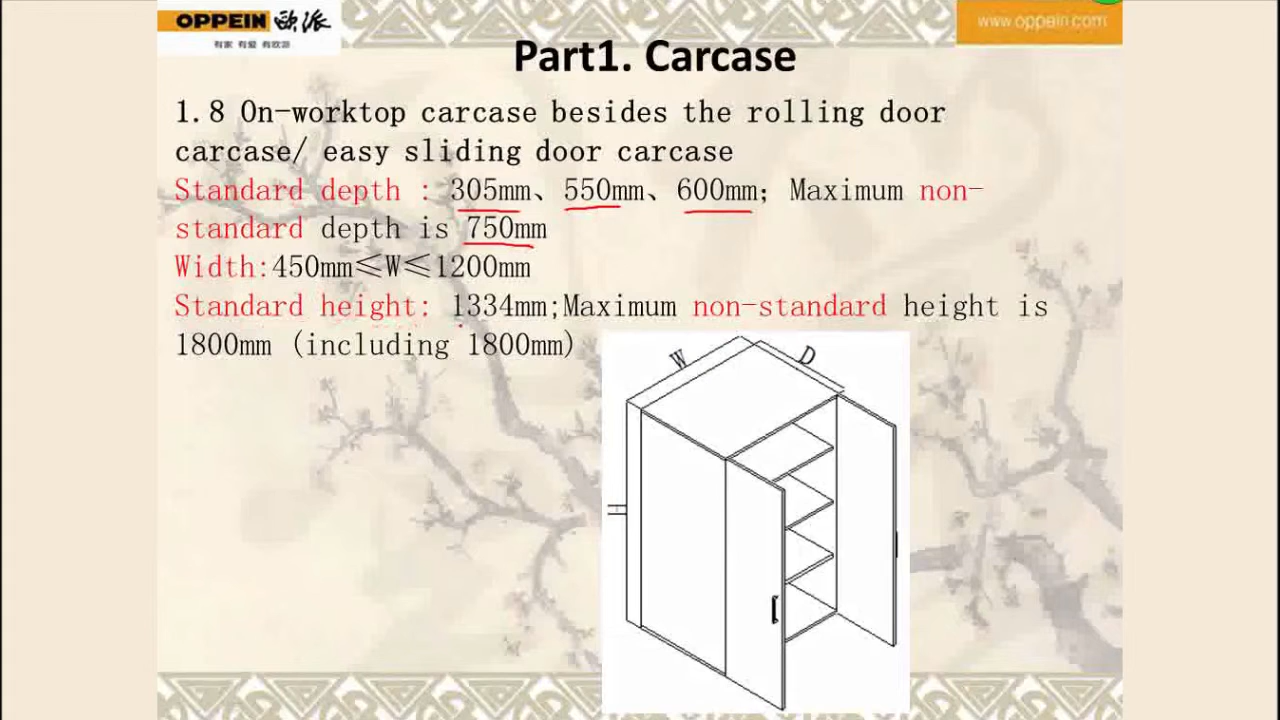 OPPEIN 欧派
有家 有爱 有欧派
www.oppein.com
Part1. Carcase
1.8 On-worktop carcase besides the rolling door
carcase/ easy sliding door carcase
Standard depth : 305mm、550mm、600mm; Maximum non-
standard depth is 750mm
Width:450mm≤W≤1200mm
Standard height: 1334mm;Maximum non-standard height is
1800mm (including 1800mm)
W
D
H